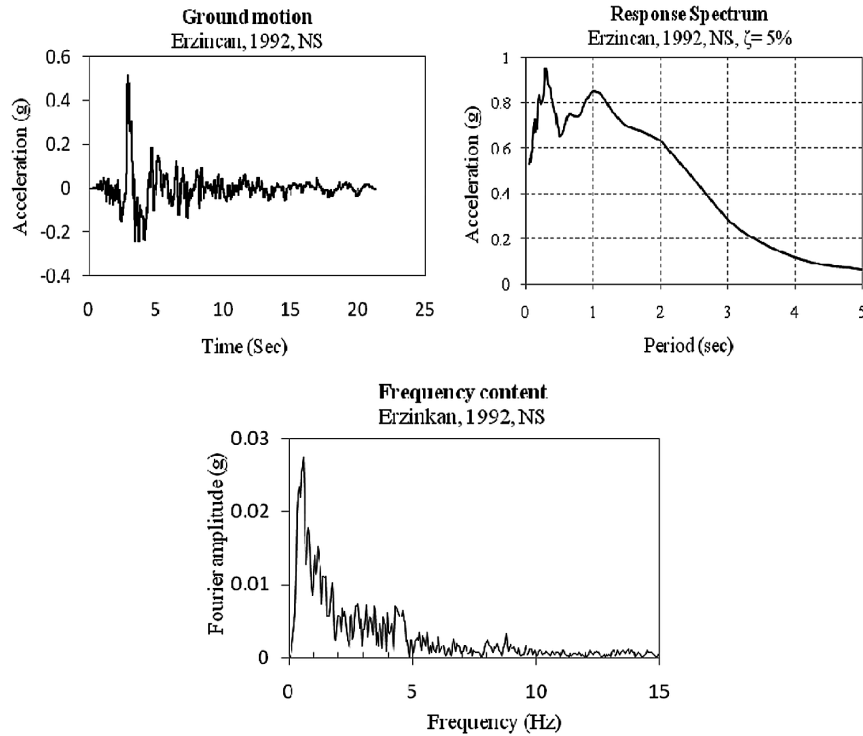 Ground motion
Erzincan, 1992, NS
0.6
0.4
0.2
0
-0.2
-0.4
Acceleration (g)
0
5
10
15
20
25
Time (Sec)
Response Spectrum
Erzincan, 1992, NS, ζ= 5%
1
0.8
0.6
0.4
0.2
0
Acceleration (g)
0
1
2
3
4
5
Period (sec)
Frequency content
Erzinkan, 1992, NS
0.03
0.02
0.01
0
Fourier amplitude (g)
0
5
10
15
Frequency (Hz)